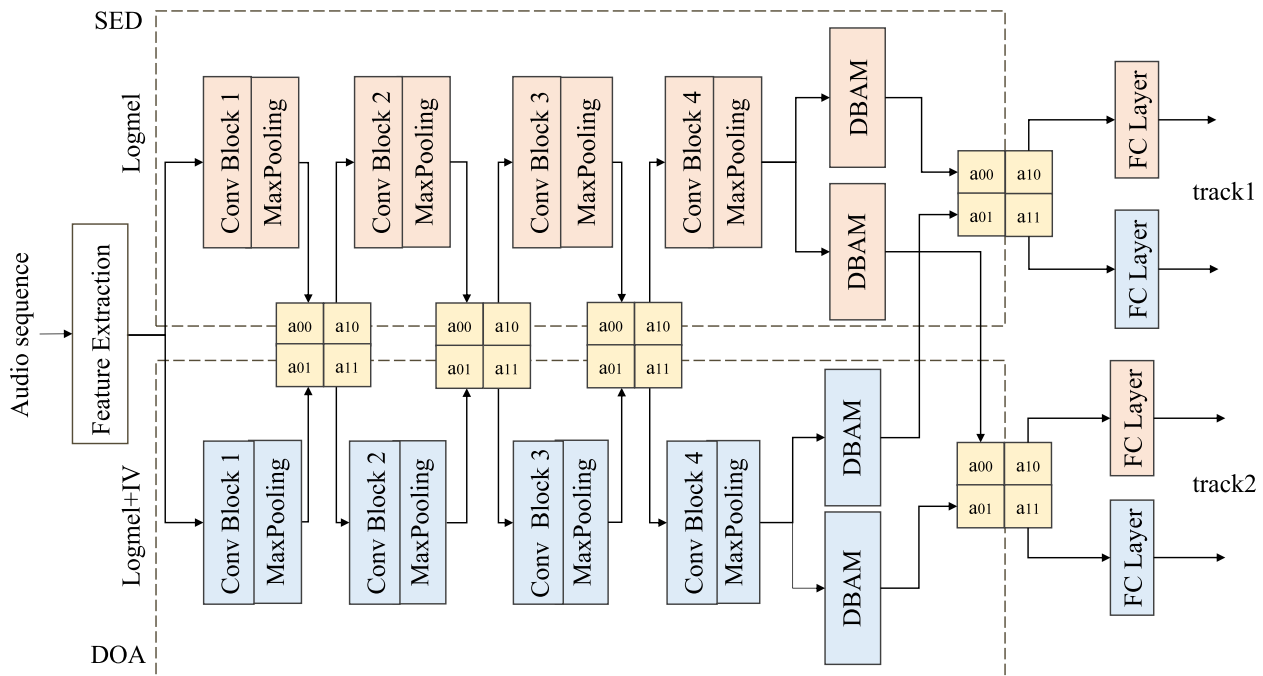 SED
Logmel
Conv Block 1
MaxPooling
Conv Block 2
MaxPooling
Conv Block 3
MaxPooling
Conv Block 4
MaxPooling
DBAM
DBAM
a00 a10
a01 a11
FC Layer
FC Layer
track1
Audio sequence
Feature Extraction
a00 a10
a01 a11
a00 a10
a01 a11
a00 a10
a01 a11
Logmel+IV
Conv Block 1
MaxPooling
Conv Block 2
MaxPooling
Conv Block 3
MaxPooling
Conv Block 4
MaxPooling
DBAM
DBAM
a00 a10
a01 a11
FC Layer
FC Layer
track2
DOA